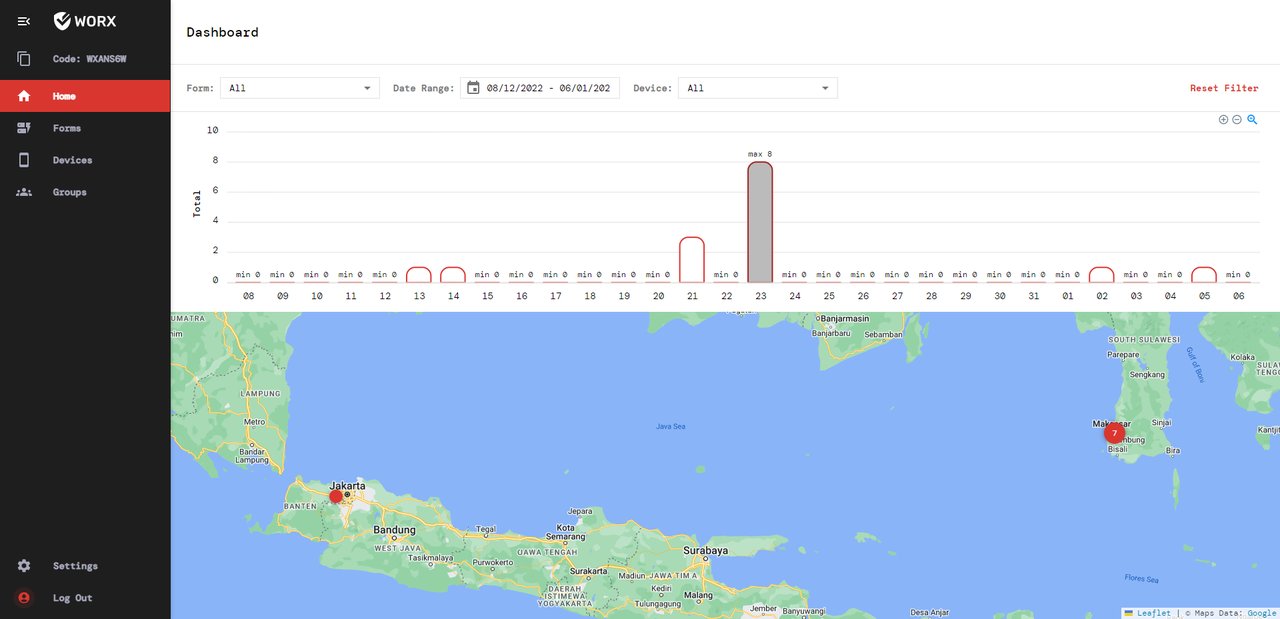 WORX
Code: WXANS6W
Home
Forms
Devices
Groups
Settings
Log Out
Dashboard
Form: All
Date Range: 08/12/2022 - 06/01/202
Device: All
Reset Filter
Total
10
8
6
4
2
0
max 8
min 0 min 0 min 0 min 0 min 0 min 0 min 0 min 0 min 0 min 0 min 0 min 0 min 0 min 0 min 0 min 0 min 0 min 0 min 0 min 0 min 0 min 0 min 0 min 0
08 09 10 11 12 13 14 15 16 17 18 19 20 21 22 23 24 25 26 27 28 29 30 31 01 02 03 04 05 06
UMATRA
LAMPUNG
Metro
Bandar
Lampung
Jakarta
BANTEN
Bandung
WEST JAVA
Tasikmalaya
Tegal
Purwokerto
Jepara
Kota
Semarang
Surakarta
DAERAH
ISTIMEWA
YOGYAKARTA
Surabaya
Madiun
JAWA TIMA
Kediri
Tulungagung
Malang
Jember
Banyuwangi
Java Sea
Banjarmasin
Banjarbaru
Sebamban
SOUTH SULAWESI
Parepare
Sengkang
Gulf of Boni
Kolaka
7
Sinjai
Bisali
Bira
Flores Sea
Desa Anjar
Leaflet | © Maps Data: Google